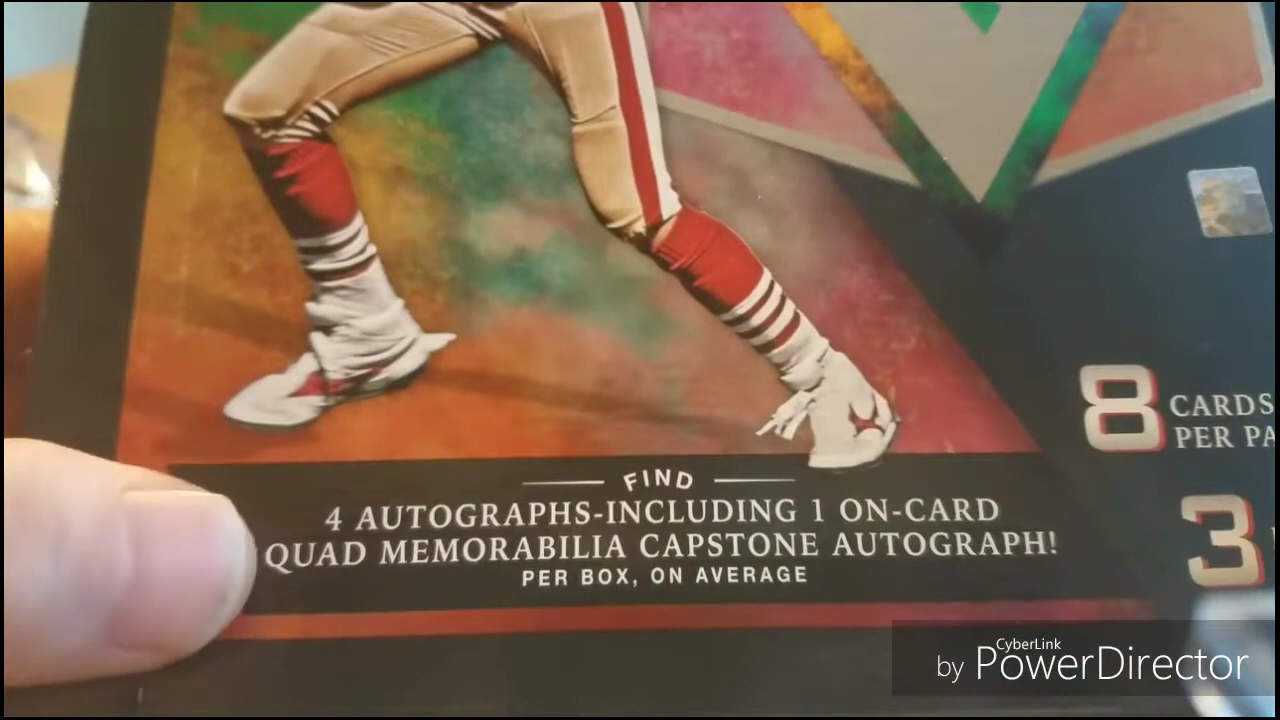 FIND
4 AUTOGRAPHS-INCLUDING 1 ON-CARD
QUAD MEMORABILIA CAPSTONE AUTOGRAPH!
PER BOX, ON AVERAGE
8 CARDS
PER
3
CyberLink
by PowerDirector